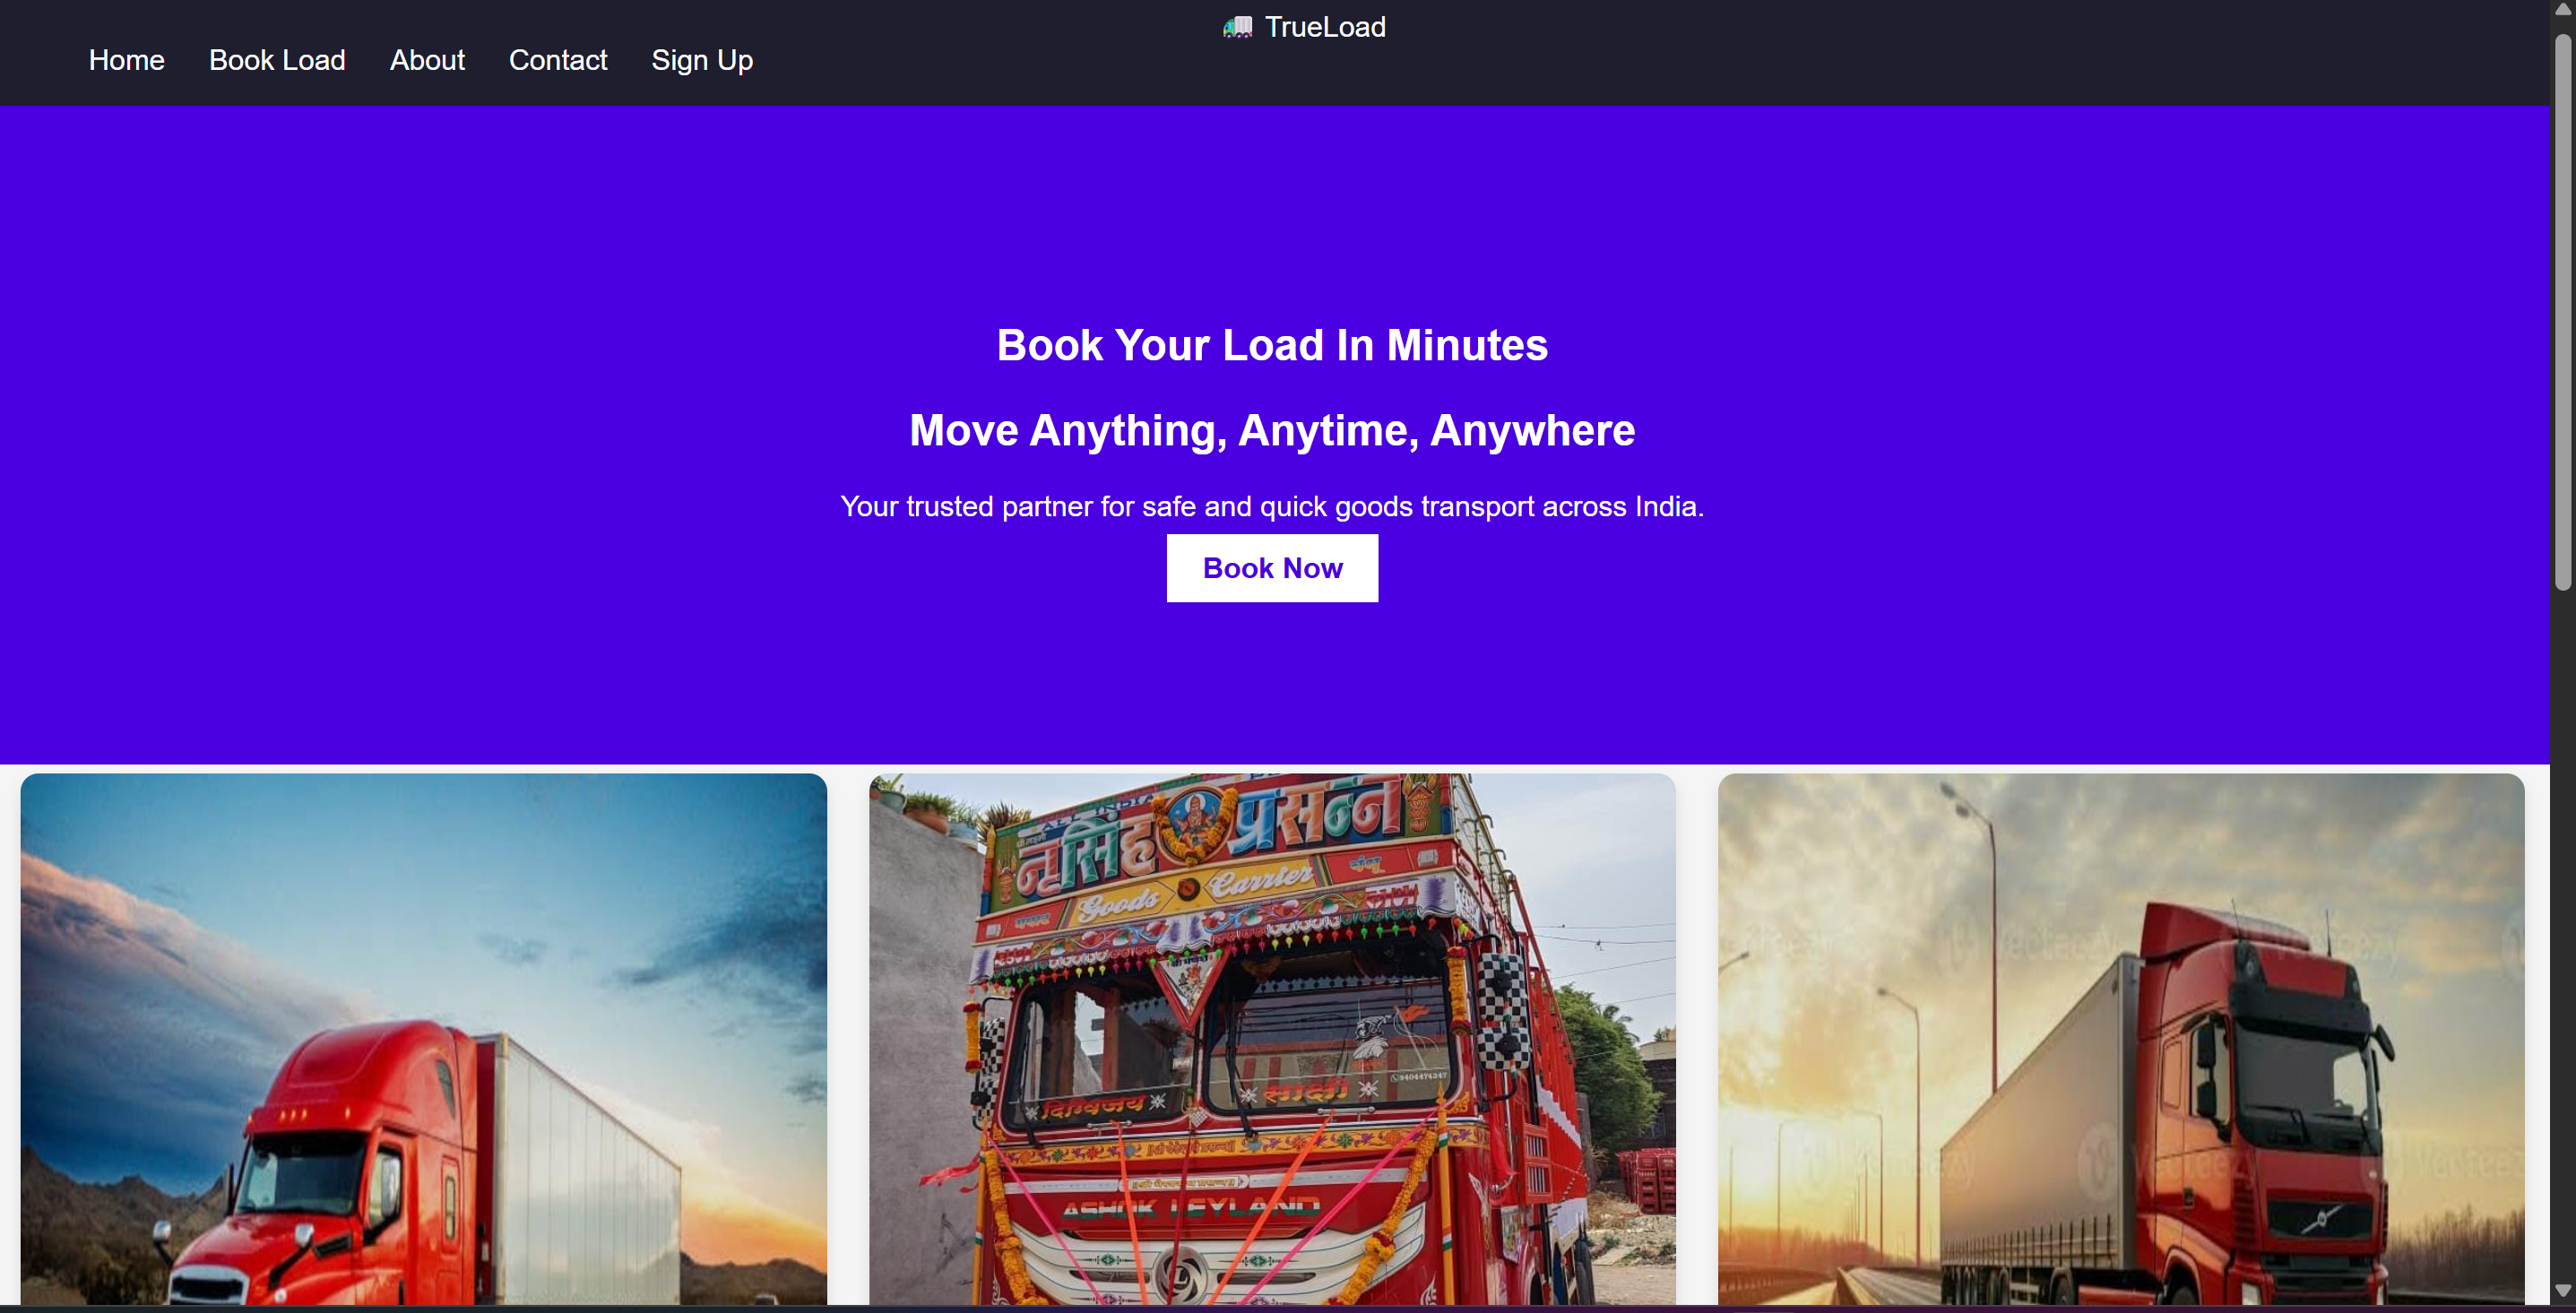 🚛 TrueLoad
Home Book Load About Contact Sign Up
Book Your Load In Minutes
Move Anything, Anytime, Anywhere
Your trusted partner for safe and quick goods transport across India.
Book Now
नृसिंह प्रसन्न
Goods Carrier
दिग्विजय साक्षी
9404474347
ASHOK LEYLAND